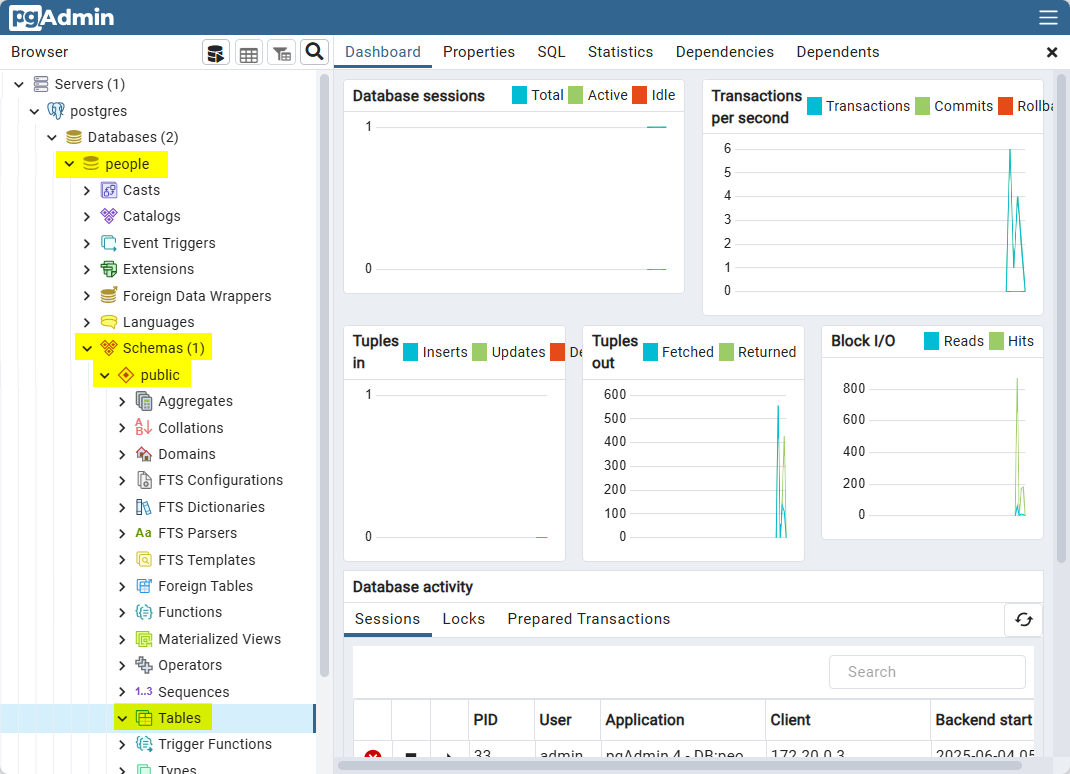 pgAdmin
Browser
Dashboard Properties SQL Statistics Dependencies Dependents
Servers (1)
postgres
Databases (2)
people
Casts
Catalogs
Event Triggers
Extensions
Foreign Data Wrappers
Languages
Schemas (1)
public
Aggregates
Collations
Domains
FTS Configurations
FTS Dictionaries
Aa FTS Parsers
FTS Templates
Foreign Tables
Functions
Materialized Views
Operators
1..3 Sequences
Tables
Trigger Functions
Types
Database sessions Total Active Idle
1
0
Transactions per second Transactions Commits Rollba
6
5
4
3
2
1
0
Tuples in Inserts Updates De
1
0
Tuples out Fetched Returned
600
500
400
300
200
100
0
Block I/O Reads Hits
800
600
400
200
0
Database activity
Sessions Locks Prepared Transactions
Search
PID User Application Client Backend start
33 admin pgAdmin 4 - DB:peo 172.20.0.3 2025-06-04 05